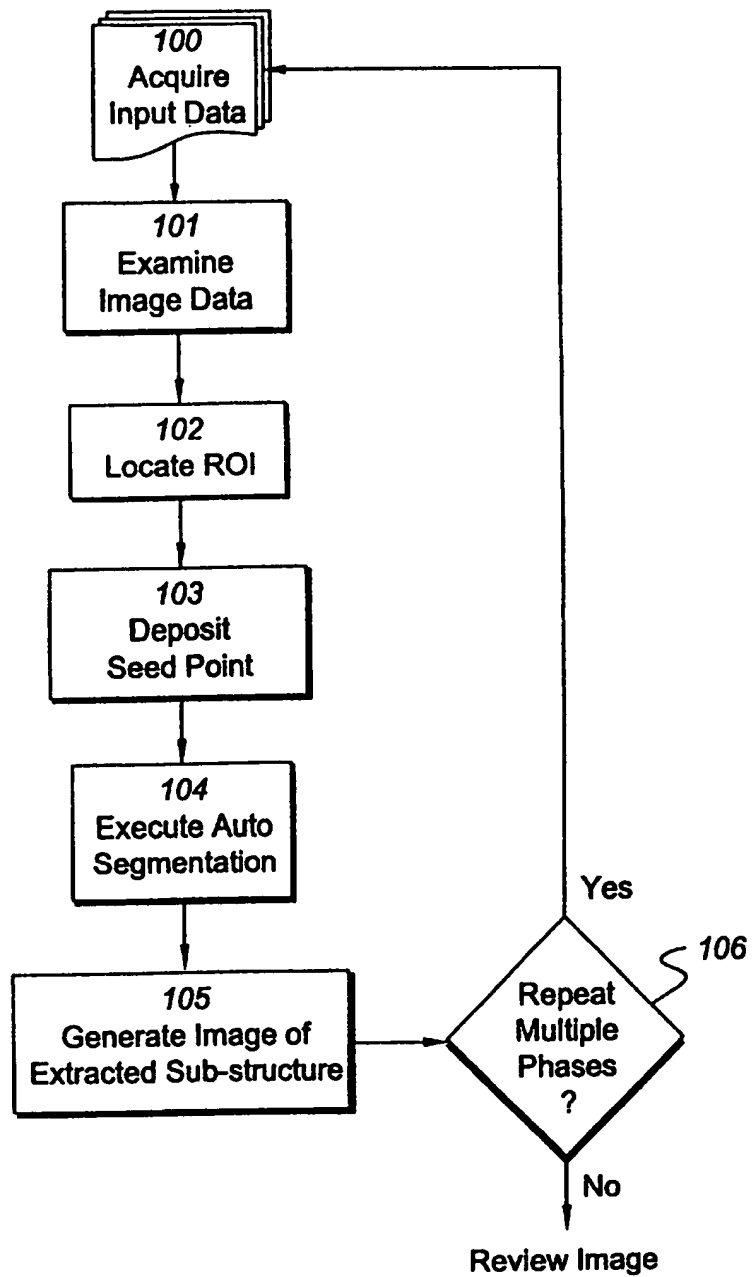 100
Acquire
Input Data
101
Examine
Image Data
102
Locate ROI
103
Deposit
Seed Point
104
Execute Auto
Segmentation
105
Generate Image of
Extracted Sub-structure
Yes
106
Repeat
Multiple
Phases
?
No
Review Image